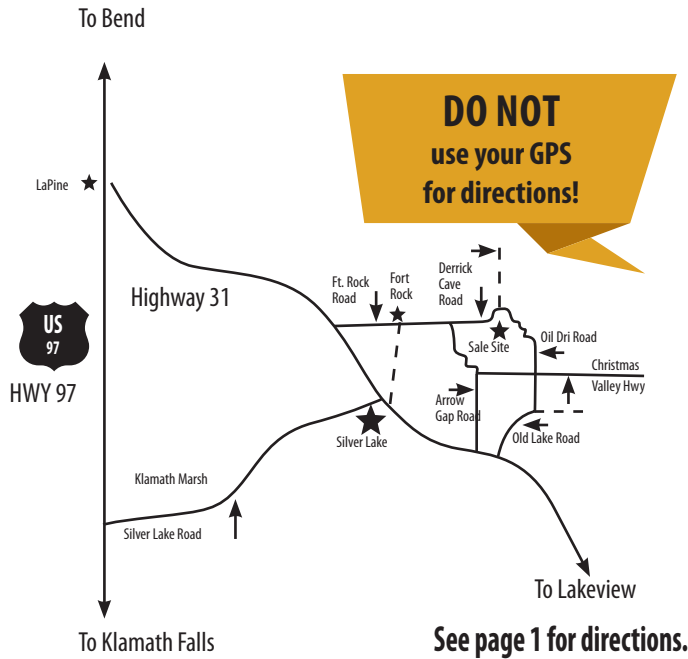 To Bend
DO NOT
use your GPS
for directions!
LaPine
Highway 31
US
97
HWY 97
Ft. Rock
Road
Fort
Rock
Derrick
Cave
Road
Sale Site
Oil Dri Road
Christmas
Valley Hwy
Arrow
Gap Road
Old Lake Road
Silver Lake
Klamath Marsh
Silver Lake Road
To Lakeview
To Klamath Falls
See page 1 for directions.